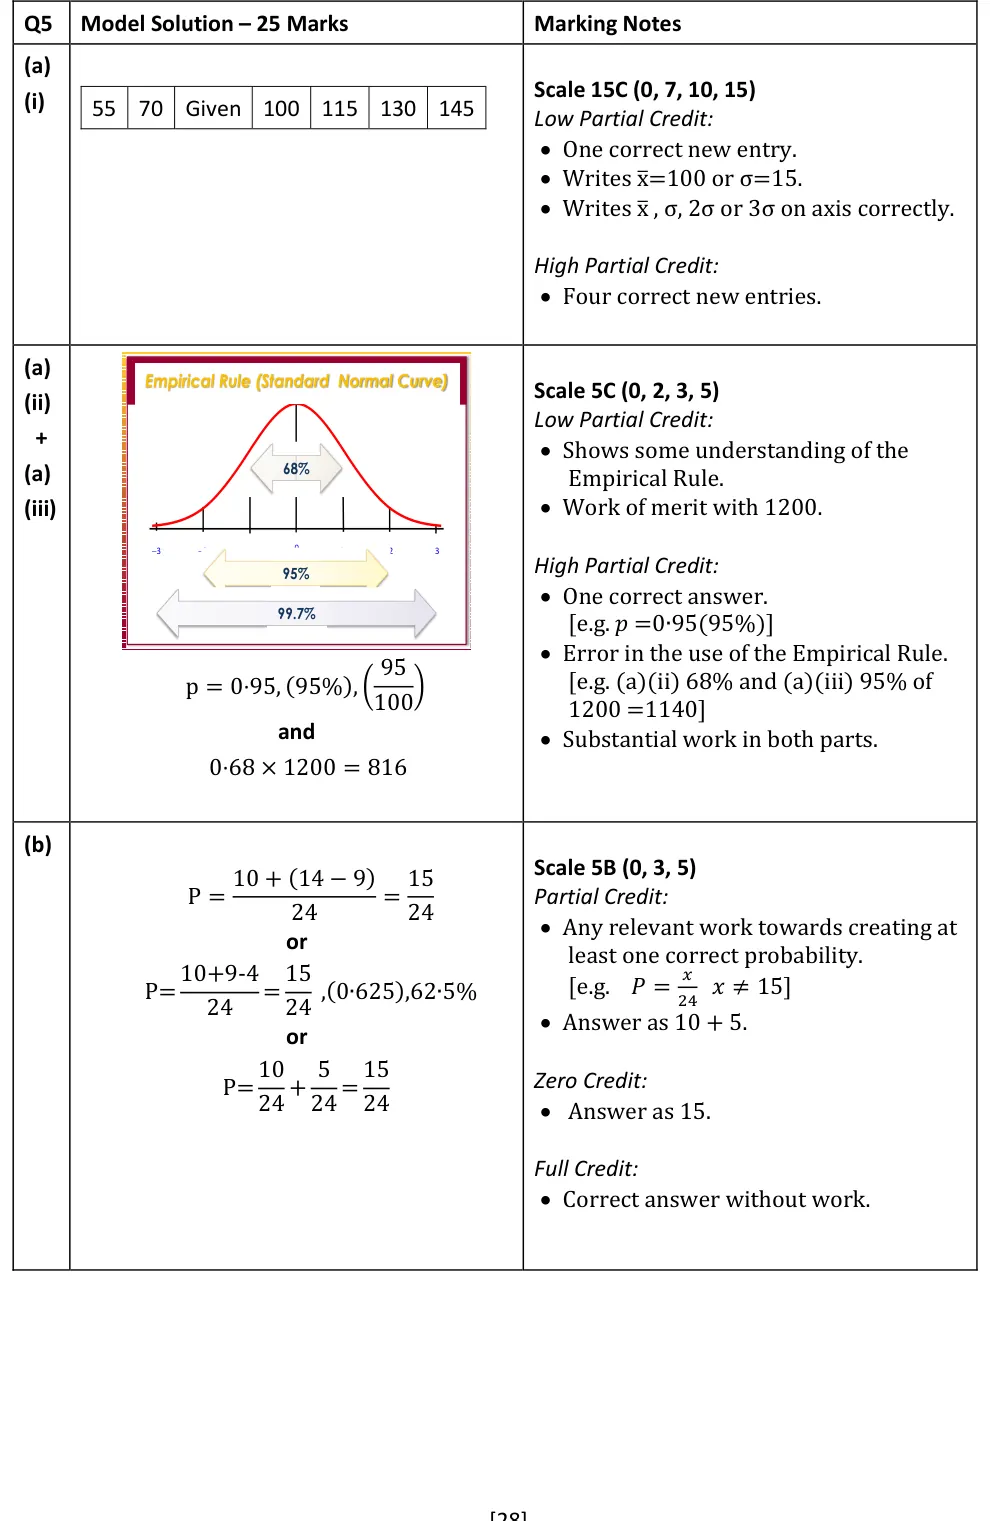 Q5 Model Solution – 25 Marks Marking Notes
(a)
(i)
55 70 Given 100 115 130 145
Scale 15C (0, 7, 10, 15)
Low Partial Credit:
• One correct new entry.
• Writes x̄=100 or σ=15.
• Writes x̄ , σ, 2σ or 3σ on axis correctly.
High Partial Credit:
• Four correct new entries.
(a)
(ii)
+
(a)
(iii)
Empirical Rule (Standard Normal Curve)
68%
−3 0 2 3
95%
99.7%
p = 0·95, (95%), (95/100)
and
0·68 × 1200 = 816
Scale 5C (0, 2, 3, 5)
Low Partial Credit:
• Shows some understanding of the
Empirical Rule.
• Work of merit with 1200.
High Partial Credit:
• One correct answer.
[e.g. p =0·95(95%)]
• Error in the use of the Empirical Rule.
[e.g. (a)(ii) 68% and (a)(iii) 95% of
1200 =1140]
• Substantial work in both parts.
(b)
P = 10 + (14 − 9)/24 = 15/24
or
P= 10+9-4/24 = 15/24 ,(0·625),62·5%
or
P= 10/24 + 5/24 = 15/24
Scale 5B (0, 3, 5)
Partial Credit:
• Any relevant work towards creating at
least one correct probability.
[e.g. P = x/24 x ≠ 15]
• Answer as 10 + 5.
Zero Credit:
• Answer as 15.
Full Credit:
• Correct answer without work.
[28]